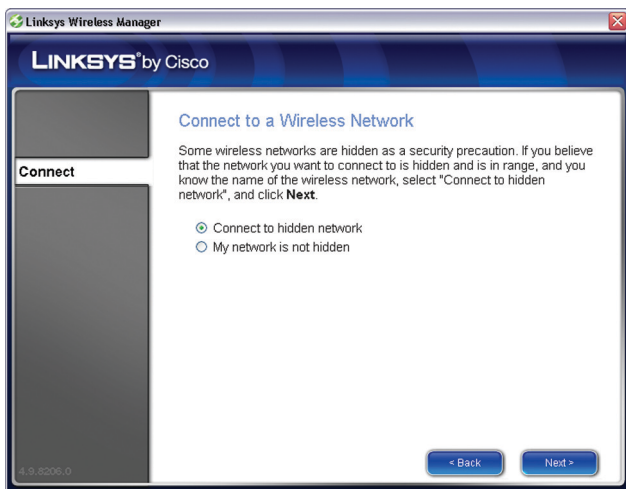 Linksys Wireless Manager
LINKSYS® by Cisco
Connect
Connect to a Wireless Network
Some wireless networks are hidden as a security precaution. If you believe
that the network you want to connect to is hidden and is in range, and you
know the name of the wireless network, select "Connect to hidden
network", and click Next.
Connect to hidden network
My network is not hidden
4.9.8206.0
< Back
Next >